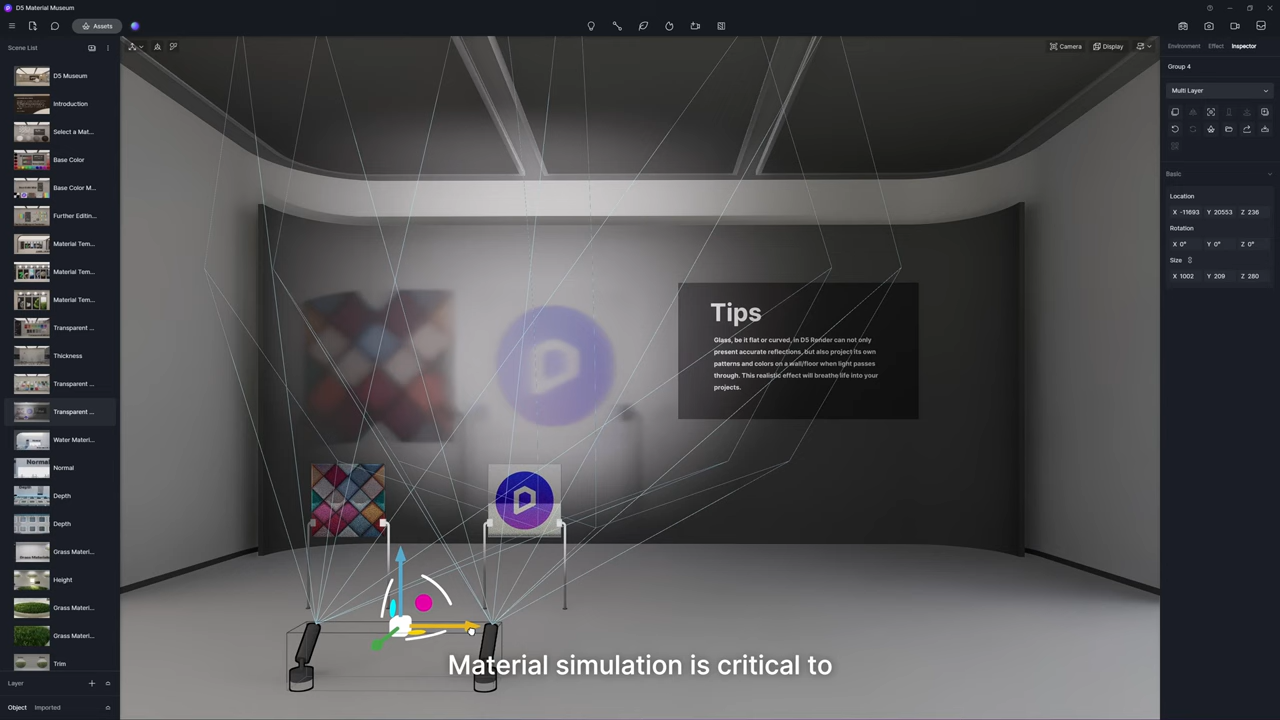 D5 Material Museum
Assets
Scene List
D5 Museum
Introduction
Select a Mat...
Base Color
Base Color M...
Further Editin...
Material Tem...
Material Tem...
Material Tem...
Transparent ...
Thickness
Transparent ...
Transparent ...
Water Materi...
Normal
Depth
Depth
Grass Materi...
Height
Grass Materi...
Grass Materi...
Trim
Layer
Object Imported
Camera Display
Tips
Glass, be it flat or curved, in D5 Render can not only
present accurate reflections, but also project its own
patterns and colors on a wall/floor when light passes
through. This realistic effect will breathe life into your
projects.
Material simulation is critical to
Environment Effect Inspector
Group 4
Multi Layer
Basic
Location
X -11693 Y 20553 Z 236
Rotation
X 0° Y 0° Z 0°
Size
X 1002 Y 209 Z 280